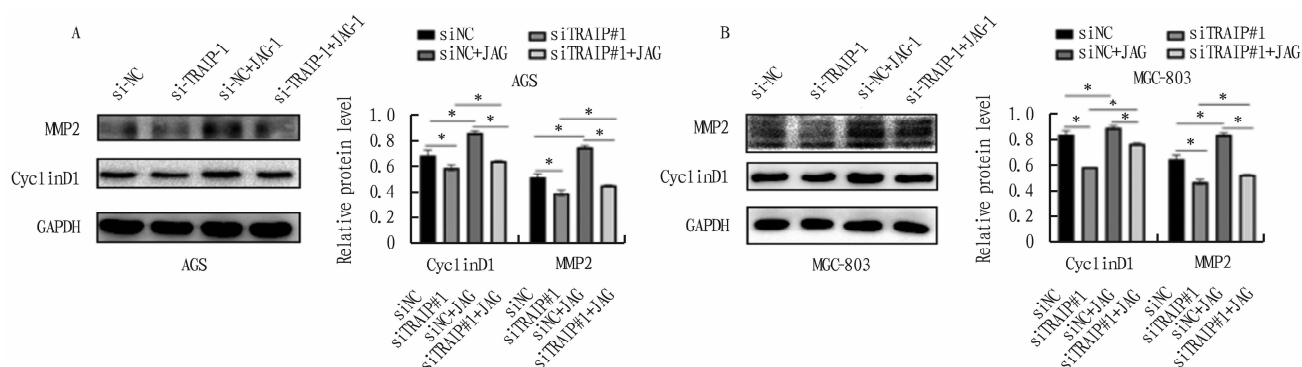 A
si-NC
si-TRAIP-1
si-NC+JAG-1
si-TRAIP-1+JAG-1
MMP2
CyclinD1
GAPDH
AGS
siNC
siTRAIP#1
siNC+JAG
siTRAIP#1+JAG
AGS
Relative protein level
1.0
0.8
0.6
0.4
0.2
0
* * * * * * * *
CyclinD1
MMP2
siNC
siTRAIP#1
siNC+JAG
siTRAIP#1+JAG
siNC
siTRAIP#1
siNC+JAG
siTRAIP#1+JAG
B
si-NC
si-TRAIP-1
si-NC+JAG-1
si-TRAIP-1+JAG-1
MMP2
CyclinD1
GAPDH
MGC-803
siNC
siTRAIP#1
siNC+JAG
siTRAIP#1+JAG
MGC-803
Relative protein level
1.0
0.8
0.6
0.4
0.2
0
* * * * * * * *
CyclinD1
MMP2
siNC
siTRAIP#1
siNC+JAG
siTRAIP#1+JAG
siNC
siTRAIP#1
siNC+JAG
siTRAIP#1+JAG